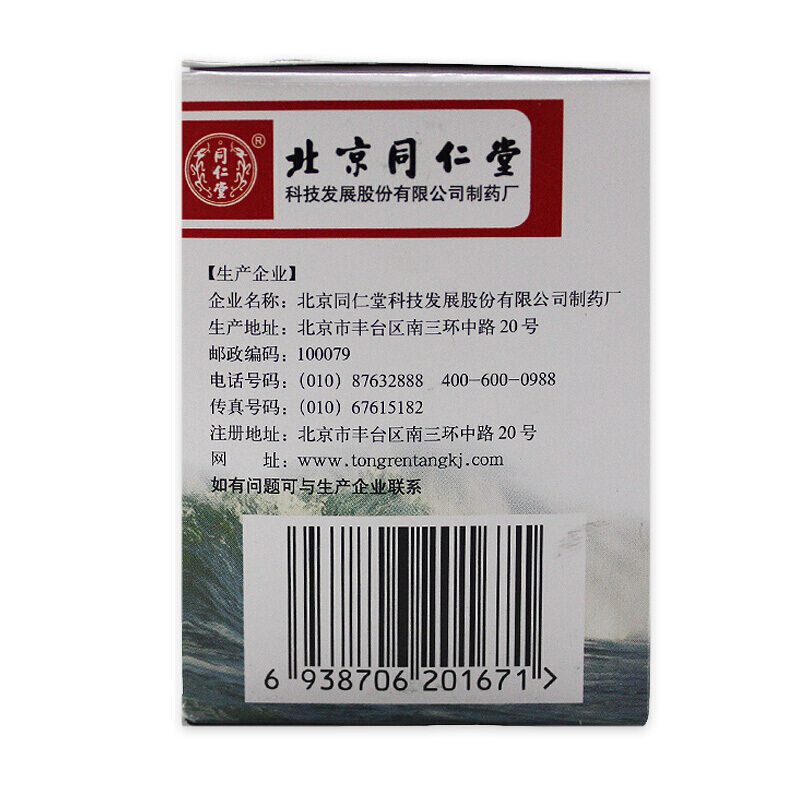 同仁堂®
北京同仁堂
科技发展股份有限公司制药厂
【生产企业】
企业名称：北京同仁堂科技发展股份有限公司制药厂
生产地址：北京市丰台区南三环中路 20 号
邮政编码：100079
电话号码：（010）87632888 400-600-0988
传真号码：（010）67615182
注册地址：北京市丰台区南三环中路 20 号
网 址：www.tongrentangkj.com
如有问题可与生产企业联系
6 938706 201671 >